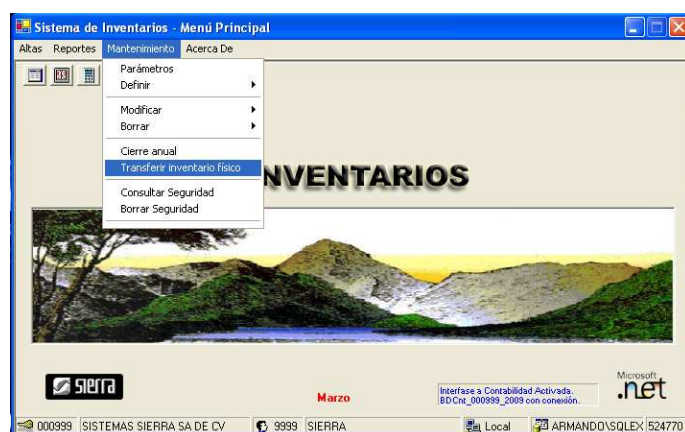 Sistema de Inventarios - Menú Principal
Altas Reportes Mantenimiento Acerca De
Parámetros
Definir
Modificar
Borrar
Cierre anual
Transferir inventario físico
Consultar Seguridad
Borrar Seguridad
NVENTARIOS
SIERRA
Marzo
Interfase a Contabilidad Activada.
BDCnt_000999_2009 con conexión.
Microsoft
.net
000999 SISTEMAS SIERRA SA DE CV 9999 SIERRA Local ARMANDO\SQLEX 524770